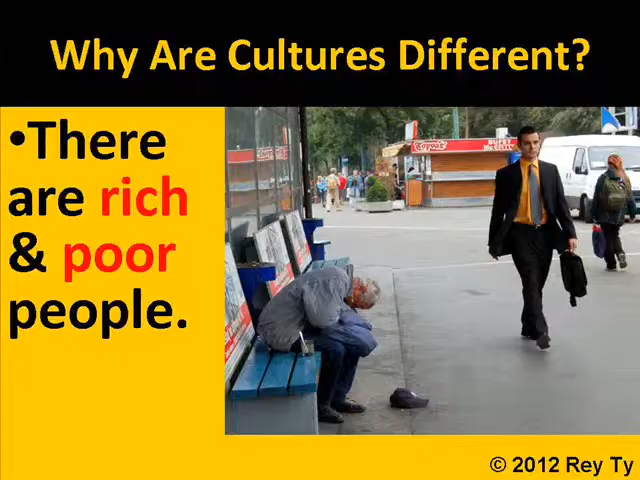 Why Are Cultures Different?
•There
are rich
& poor
people.
© 2012 Rey Ty